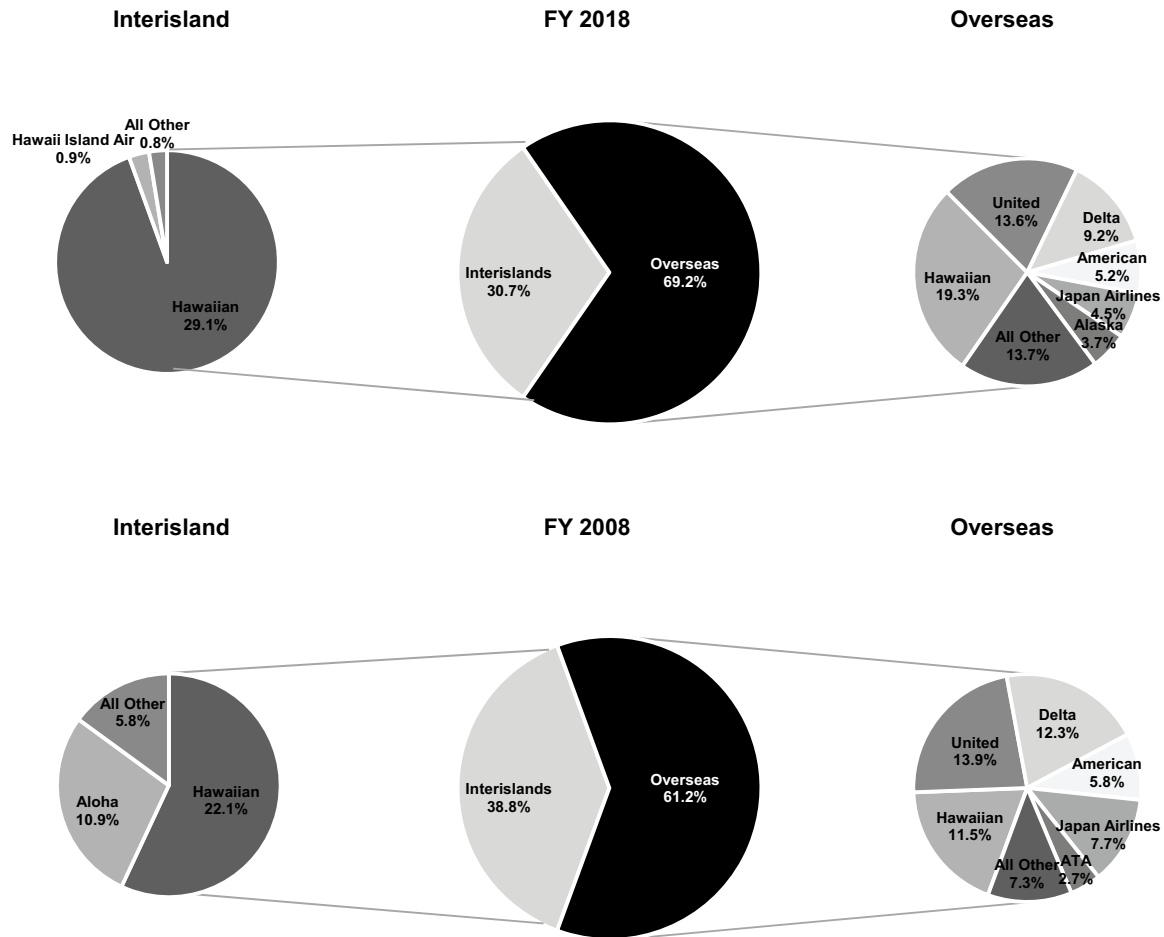 Interisland
FY 2018
Overseas
All Other
0.8%
Hawaii Island Air
0.9%
Hawaiian
29.1%
Interislands
30.7%
Overseas
69.2%
United
13.6%
Delta
9.2%
American
5.2%
Japan Airlines
4.5%
Alaska
3.7%
All Other
13.7%
Hawaiian
19.3%
Interisland
FY 2008
Overseas
All Other
5.8%
Aloha
10.9%
Hawaiian
22.1%
Interislands
38.8%
Overseas
61.2%
Delta
12.3%
United
13.9%
American
5.8%
Japan Airlines
7.7%
ATA
2.7%
All Other
7.3%
Hawaiian
11.5%